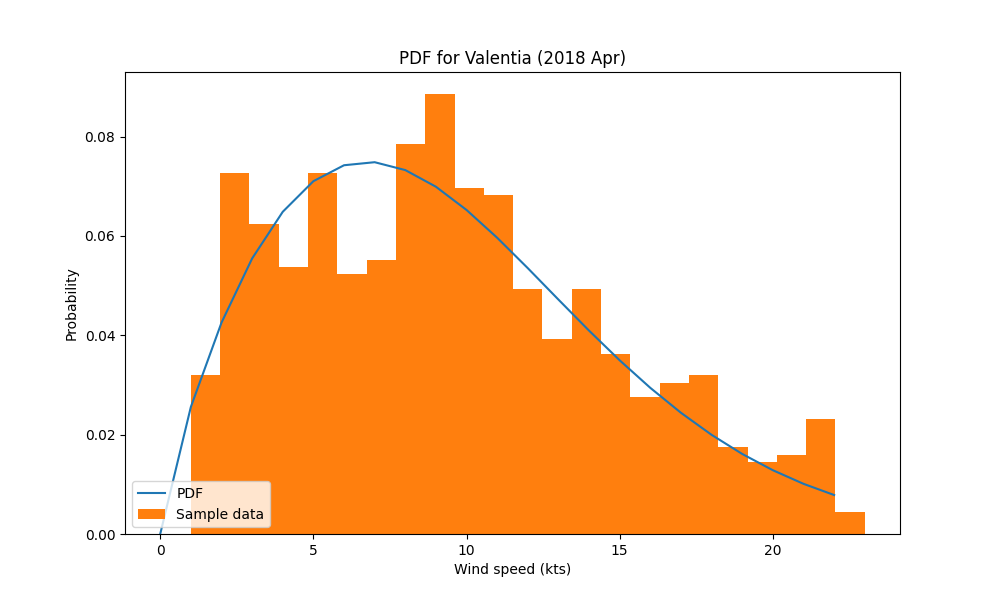 PDF for Valentia (2018 Apr)
0.08
0.06
0.04
0.02
0.00
Probability
PDF
Sample data
0 5 10 15 20
Wind speed (kts)